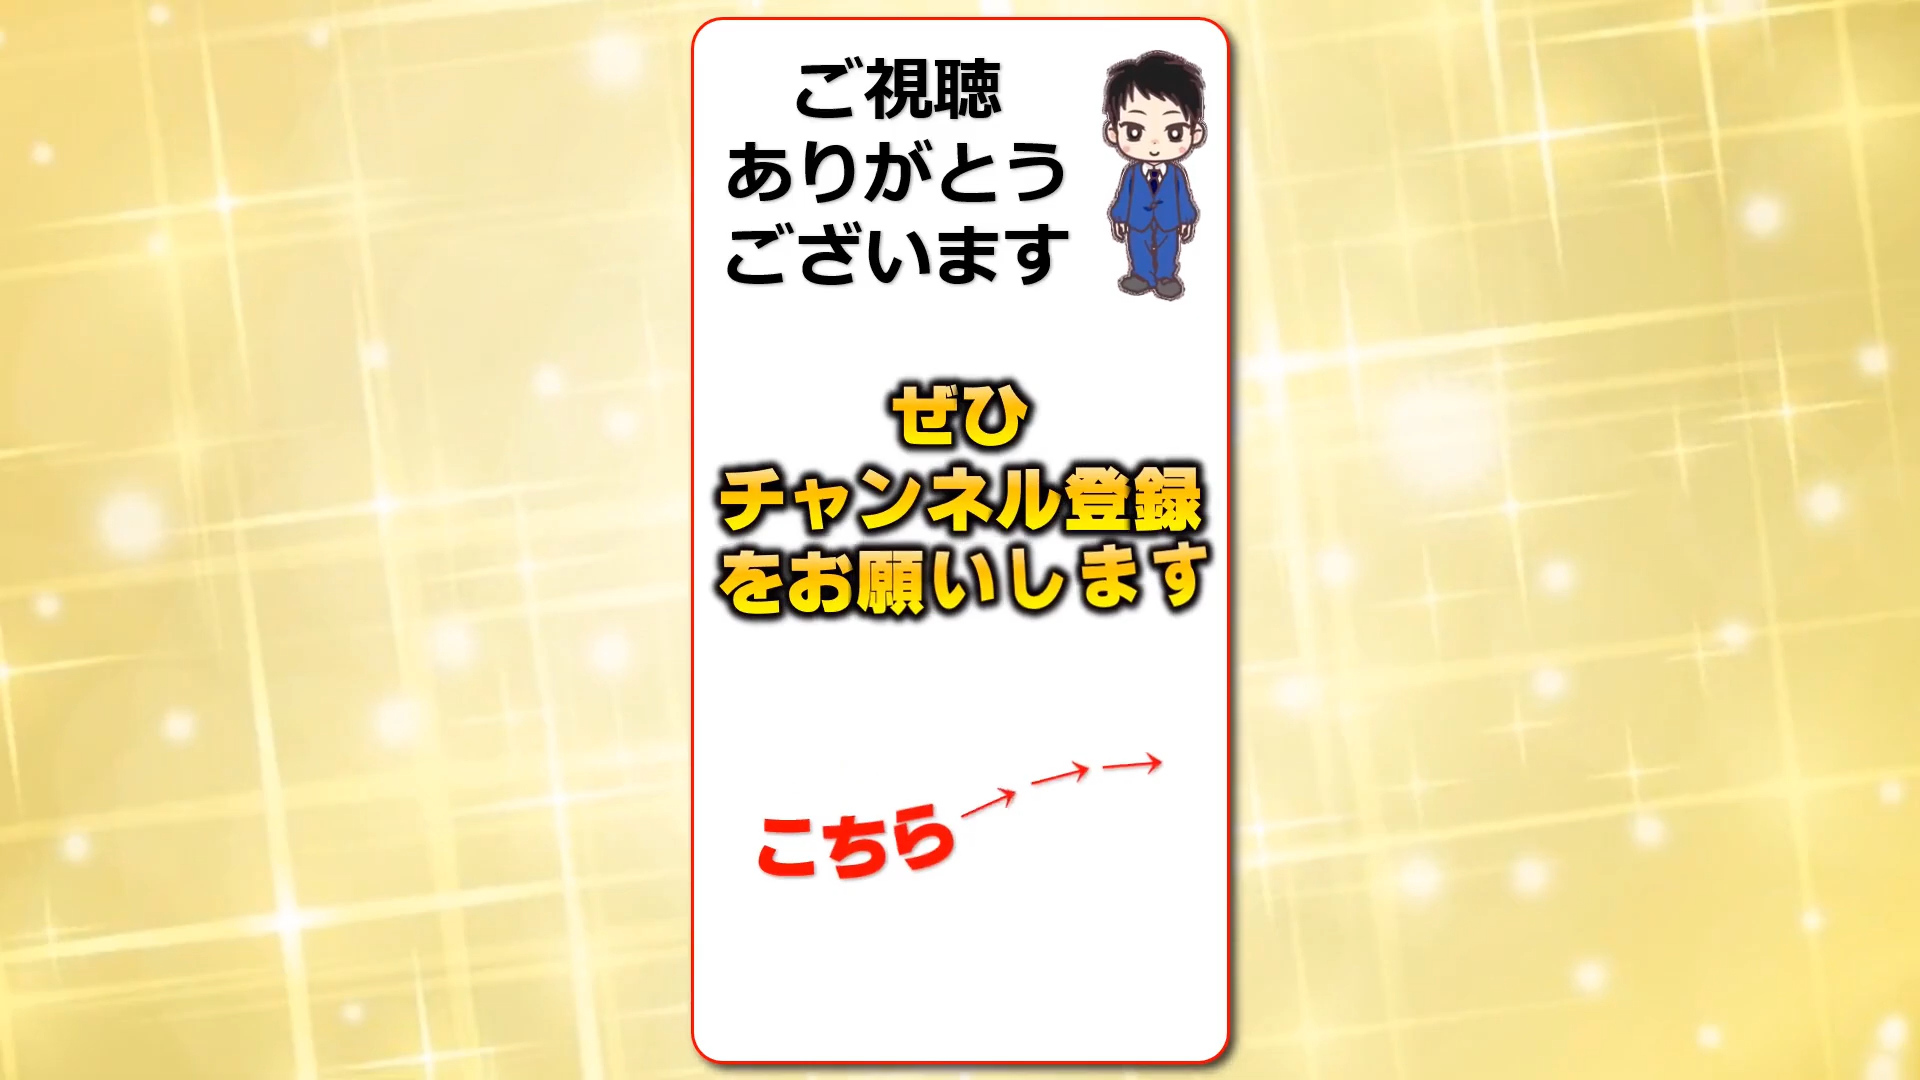 ご視聴
ありがとう
ございます
ぜひ
チャンネル登録
をお願いします
こちら→→→